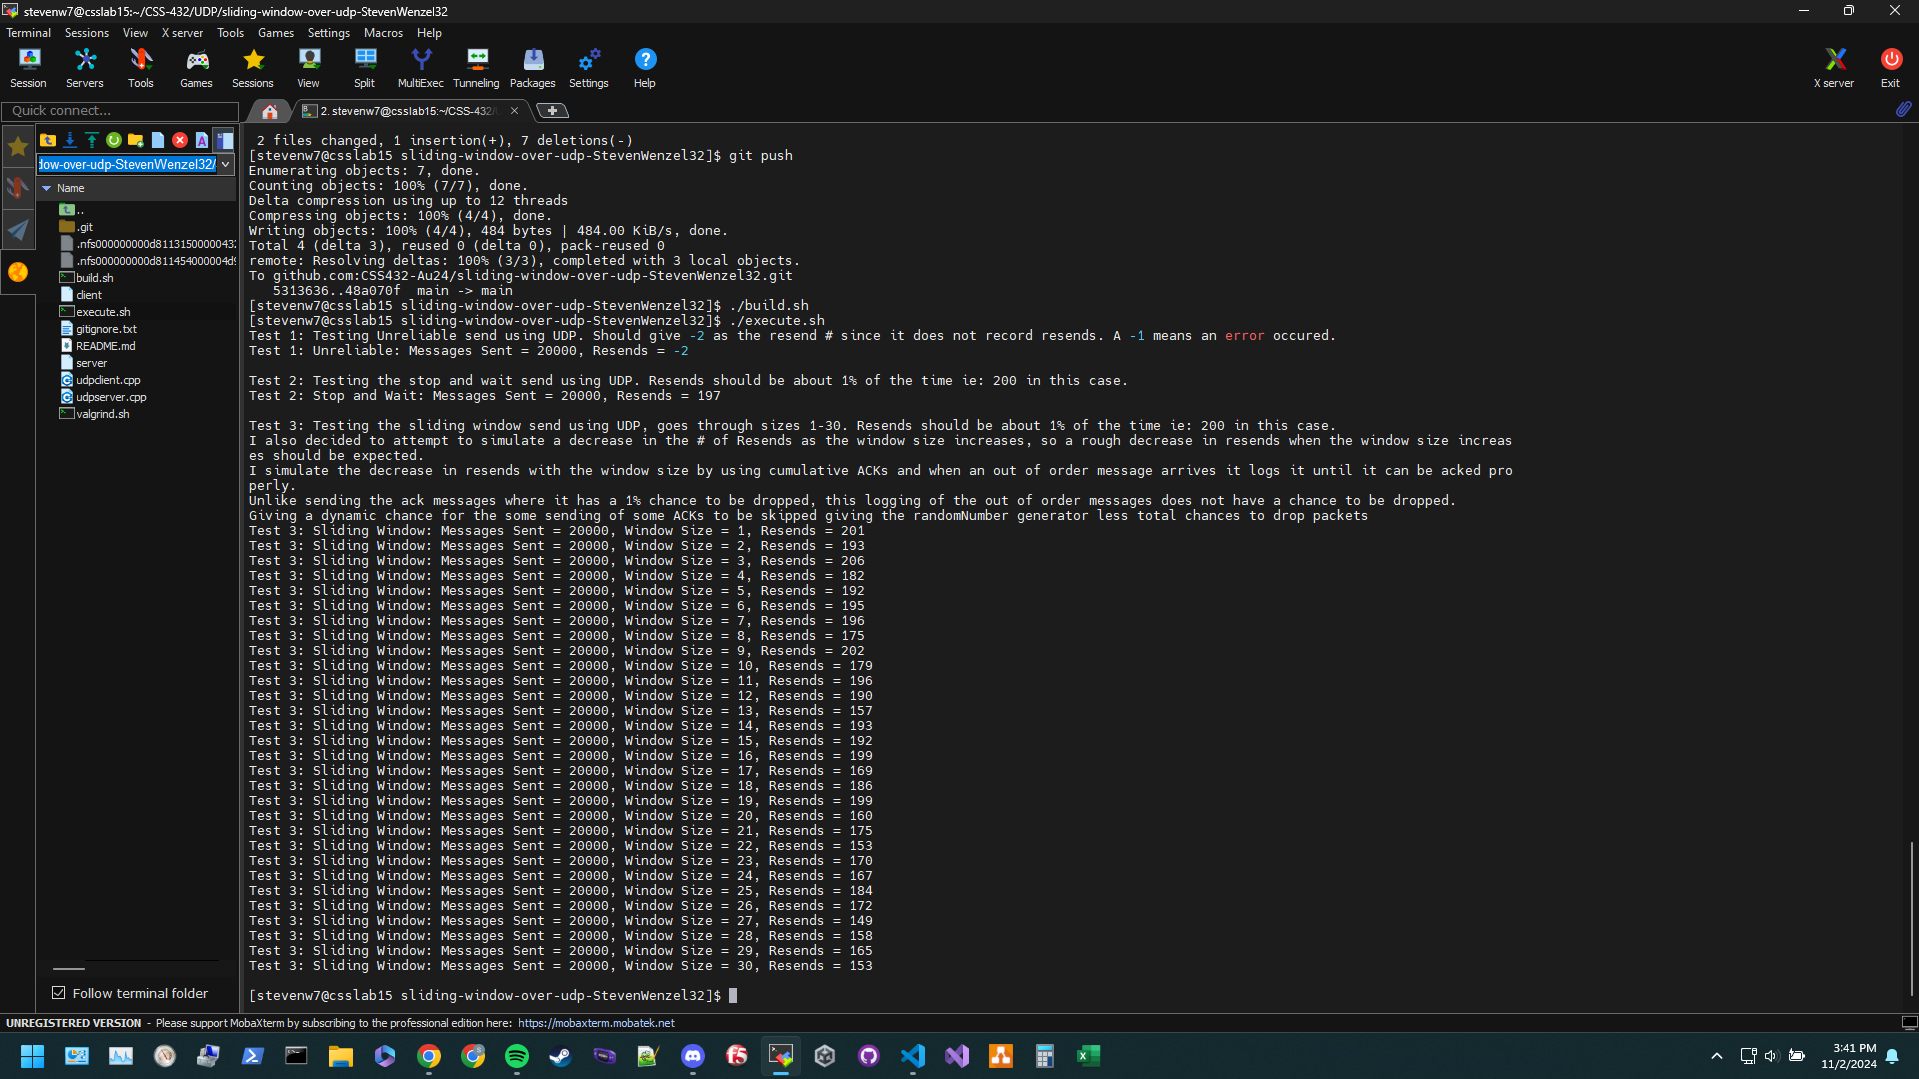 stevenw7@csslab15:~/CSS-432/UDP/sliding-window-over-udp-StevenWenzel32
Terminal Sessions View X server Tools Games Settings Macros Help
Session Servers Tools Games Sessions View Split MultiExec Tunneling Packages Settings Help X server Exit
Quick connect...
2. stevenw7@csslab15:~/CSS-432/
dow-over-udp-StevenWenzel32/
Name
..
.git
.nfs000000000d81131500000432
.nfs000000000d811454000004d9
build.sh
client
execute.sh
gitignore.txt
README.md
server
udpclient.cpp
udpserver.cpp
valgrind.sh
Follow terminal folder
2 files changed, 1 insertion(+), 7 deletions(-)
[stevenw7@csslab15 sliding-window-over-udp-StevenWenzel32]$ git push
Enumerating objects: 7, done.
Counting objects: 100% (7/7), done.
Delta compression using up to 12 threads
Compressing objects: 100% (4/4), done.
Writing objects: 100% (4/4), 484 bytes | 484.00 KiB/s, done.
Total 4 (delta 3), reused 0 (delta 0), pack-reused 0
remote: Resolving deltas: 100% (3/3), completed with 3 local objects.
To github.com:CSS432-Au24/sliding-window-over-udp-StevenWenzel32.git
5313636..48a070f  main -> main
[stevenw7@csslab15 sliding-window-over-udp-StevenWenzel32]$ ./build.sh
[stevenw7@csslab15 sliding-window-over-udp-StevenWenzel32]$ ./execute.sh
Test 1: Testing Unreliable send using UDP. Should give -2 as the resend # since it does not record resends. A -1 means an error occured.
Test 1: Unreliable: Messages Sent = 20000, Resends = -2
Test 2: Testing the stop and wait send using UDP. Resends should be about 1% of the time ie: 200 in this case.
Test 2: Stop and Wait: Messages Sent = 20000, Resends = 197
Test 3: Testing the sliding window send using UDP, goes through sizes 1-30. Resends should be about 1% of the time ie: 200 in this case.
I also decided to attempt to simulate a decrease in the # of Resends as the window size increases, so a rough decrease in resends when the window size increas
es should be expected.
I simulate the decrease in resends with the window size by using cumulative ACKs and when an out of order message arrives it logs it until it can be acked pro
perly.
Unlike sending the ack messages where it has a 1% chance to be dropped, this logging of the out of order messages does not have a chance to be dropped.
Giving a dynamic chance for the some sending of some ACKs to be skipped giving the randomNumber generator less total chances to drop packets
Test 3: Sliding Window: Messages Sent = 20000, Window Size = 1, Resends = 201
Test 3: Sliding Window: Messages Sent = 20000, Window Size = 2, Resends = 193
Test 3: Sliding Window: Messages Sent = 20000, Window Size = 3, Resends = 206
Test 3: Sliding Window: Messages Sent = 20000, Window Size = 4, Resends = 182
Test 3: Sliding Window: Messages Sent = 20000, Window Size = 5, Resends = 192
Test 3: Sliding Window: Messages Sent = 20000, Window Size = 6, Resends = 195
Test 3: Sliding Window: Messages Sent = 20000, Window Size = 7, Resends = 196
Test 3: Sliding Window: Messages Sent = 20000, Window Size = 8, Resends = 175
Test 3: Sliding Window: Messages Sent = 20000, Window Size = 9, Resends = 202
Test 3: Sliding Window: Messages Sent = 20000, Window Size = 10, Resends = 179
Test 3: Sliding Window: Messages Sent = 20000, Window Size = 11, Resends = 196
Test 3: Sliding Window: Messages Sent = 20000, Window Size = 12, Resends = 190
Test 3: Sliding Window: Messages Sent = 20000, Window Size = 13, Resends = 157
Test 3: Sliding Window: Messages Sent = 20000, Window Size = 14, Resends = 193
Test 3: Sliding Window: Messages Sent = 20000, Window Size = 15, Resends = 192
Test 3: Sliding Window: Messages Sent = 20000, Window Size = 16, Resends = 199
Test 3: Sliding Window: Messages Sent = 20000, Window Size = 17, Resends = 169
Test 3: Sliding Window: Messages Sent = 20000, Window Size = 18, Resends = 186
Test 3: Sliding Window: Messages Sent = 20000, Window Size = 19, Resends = 199
Test 3: Sliding Window: Messages Sent = 20000, Window Size = 20, Resends = 160
Test 3: Sliding Window: Messages Sent = 20000, Window Size = 21, Resends = 175
Test 3: Sliding Window: Messages Sent = 20000, Window Size = 22, Resends = 153
Test 3: Sliding Window: Messages Sent = 20000, Window Size = 23, Resends = 170
Test 3: Sliding Window: Messages Sent = 20000, Window Size = 24, Resends = 167
Test 3: Sliding Window: Messages Sent = 20000, Window Size = 25, Resends = 184
Test 3: Sliding Window: Messages Sent = 20000, Window Size = 26, Resends = 172
Test 3: Sliding Window: Messages Sent = 20000, Window Size = 27, Resends = 149
Test 3: Sliding Window: Messages Sent = 20000, Window Size = 28, Resends = 158
Test 3: Sliding Window: Messages Sent = 20000, Window Size = 29, Resends = 165
Test 3: Sliding Window: Messages Sent = 20000, Window Size = 30, Resends = 153
[stevenw7@csslab15 sliding-window-over-udp-StevenWenzel32]$
UNREGISTERED VERSION - Please support MobaXterm by subscribing to the professional edition here: https://mobaxterm.mobatek.net
3:41 PM
11/2/2024